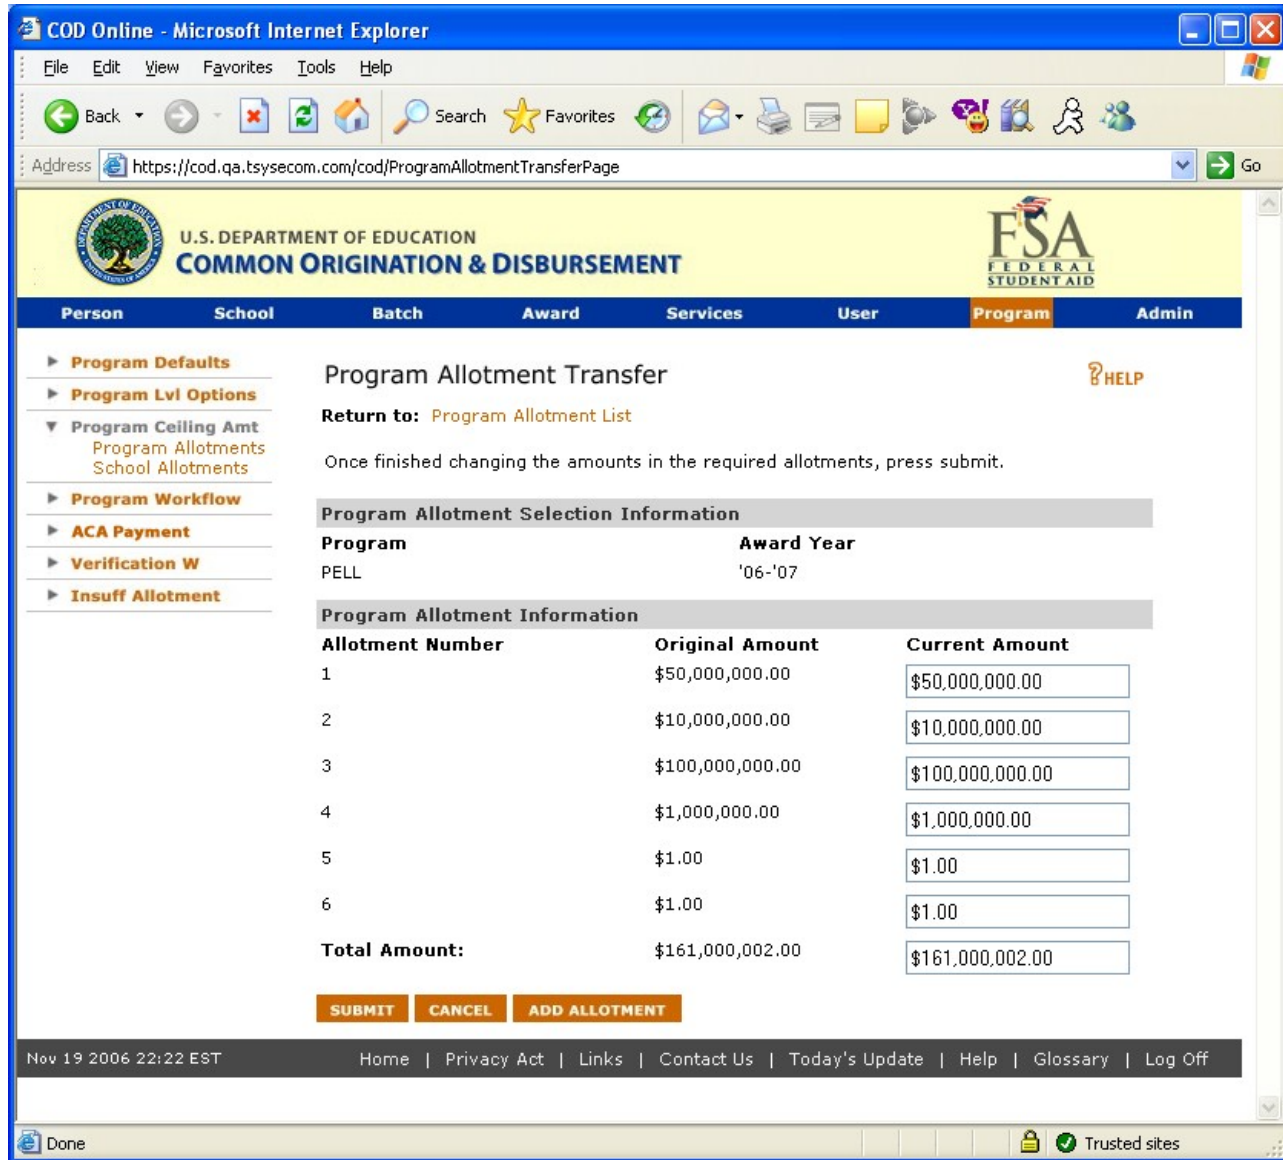 COD Online - Microsoft Internet Explorer
File Edit View Favorites Tools Help
Back Search Favorites
Address https://cod.qa.tsysecom.com/cod/ProgramAllotmentTransferPage Go
U.S. DEPARTMENT OF EDUCATION
COMMON ORIGINATION & DISBURSEMENT
FSA
FEDERAL
STUDENT AID
Person School Batch Award Services User Program Admin
Program Defaults
Program Lvl Options
Program Ceiling Amt
Program Allotments
School Allotments
Program Workflow
ACA Payment
Verification W
Insuff Allotment
Program Allotment Transfer
HELP
Return to: Program Allotment List
Once finished changing the amounts in the required allotments, press submit.
Program Allotment Selection Information
Program Award Year
PELL '06-'07
Program Allotment Information
Allotment Number Original Amount Current Amount
1 $50,000,000.00 $50,000,000.00
2 $10,000,000.00 $10,000,000.00
3 $100,000,000.00 $100,000,000.00
4 $1,000,000.00 $1,000,000.00
5 $1.00 $1.00
6 $1.00 $1.00
Total Amount: $161,000,002.00 $161,000,002.00
SUBMIT CANCEL ADD ALLOTMENT
Nov 19 2006 22:22 EST Home | Privacy Act | Links | Contact Us | Today's Update | Help | Glossary | Log Off
Done Trusted sites